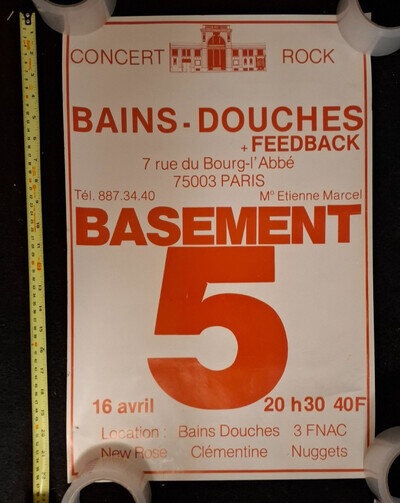 CONCERT ROCK
BAINS - DOUCHES
+ FEEDBACK
7 rue du Bourg-l'Abbé
75003 PARIS
Tél. 887.34.40 Mº Etienne Marcel
BASEMENT
5
16 avril 20 h 30 40F
Location : Bains Douches 3 FNAC
New Rose Clémentine Nuggets